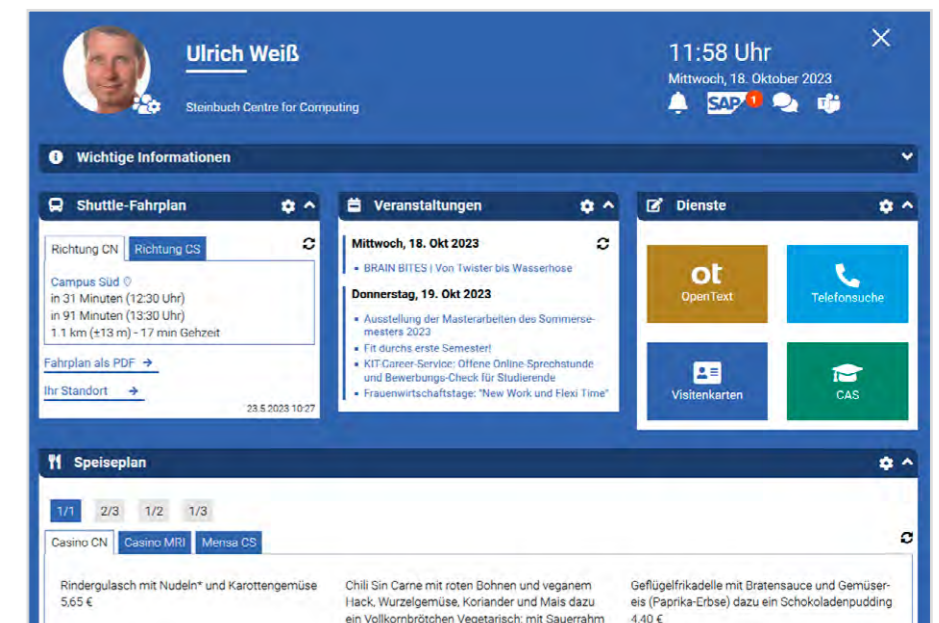 Ulrich Weiß
Steinbuch Centre for Computing
11:58 Uhr
Mittwoch, 18. Oktober 2023
SAP 1
Wichtige Informationen
Shuttle-Fahrplan
Richtung CN Richtung CS
Campus Süd
in 31 Minuten (12:30 Uhr)
in 91 Minuten (13:30 Uhr)
1.1 km (±13 m) - 17 min Gehzeit
Fahrplan als PDF →
Ihr Standort →
23.5.2023 10:27
Veranstaltungen
Mittwoch, 18. Okt 2023
BRAIN BITES | Von Twister bis Wasserhose
Donnerstag, 19. Okt 2023
Ausstellung der Masterarbeiten des Sommerse-
mesters 2023
Fit durchs erste Semester!
KIT-Career-Service: Offene Online-Sprechstunde
und Bewerbungs-Check für Studierende
Frauenwirtschaftstage: "New Work und Flexi Time"
Dienste
ot
OpenText
Telefonsuche
Visitenkarten
CAS
Speiseplan
1/1 2/3 1/2 1/3
Casino CN Casino MRI Mensa CS
Rindergulasch mit Nudeln* und Karottengemüse
5,65 €
Chili Sin Carne mit roten Bohnen und veganem
Hack, Wurzelgemüse, Koriander und Mais dazu
ein Vollkornbrötchen Vegetarisch: mit Sauerrahm
Geflügelfrikadelle mit Bratensauce und Gemüser-
eis (Paprika-Erbse) dazu ein Schokoladenpudding
4,40 €